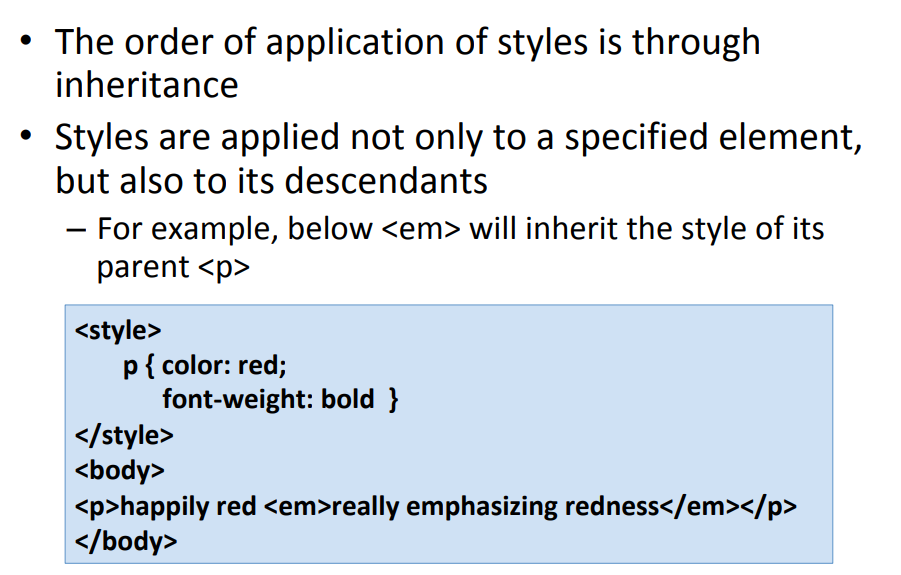 • The order of application of styles is through
inheritance
• Styles are applied not only to a specified element,
but also to its descendants
– For example, below <em> will inherit the style of its
parent <p>
<style>
p { color: red;
font-weight: bold }
</style>
<body>
<p>happily red <em>really emphasizing redness</em></p>
</body>